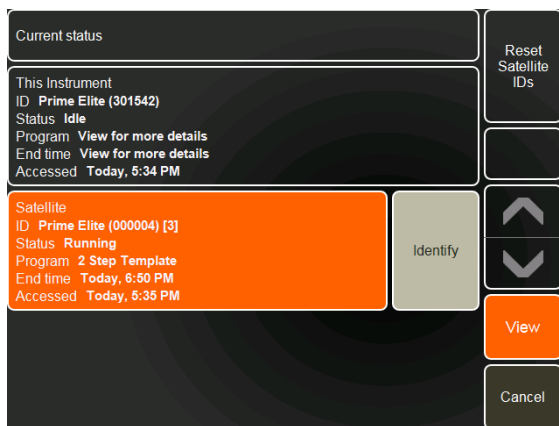 Current status
Reset
Satellite
IDs
This Instrument
ID Prime Elite (301542)
Status Idle
Program View for more details
End time View for more details
Accessed Today, 5:34 PM
Satellite
ID Prime Elite (000004) [3]
Status Running
Program 2 Step Template
End time Today, 6:50 PM
Accessed Today, 5:35 PM
Identify
View
Cancel